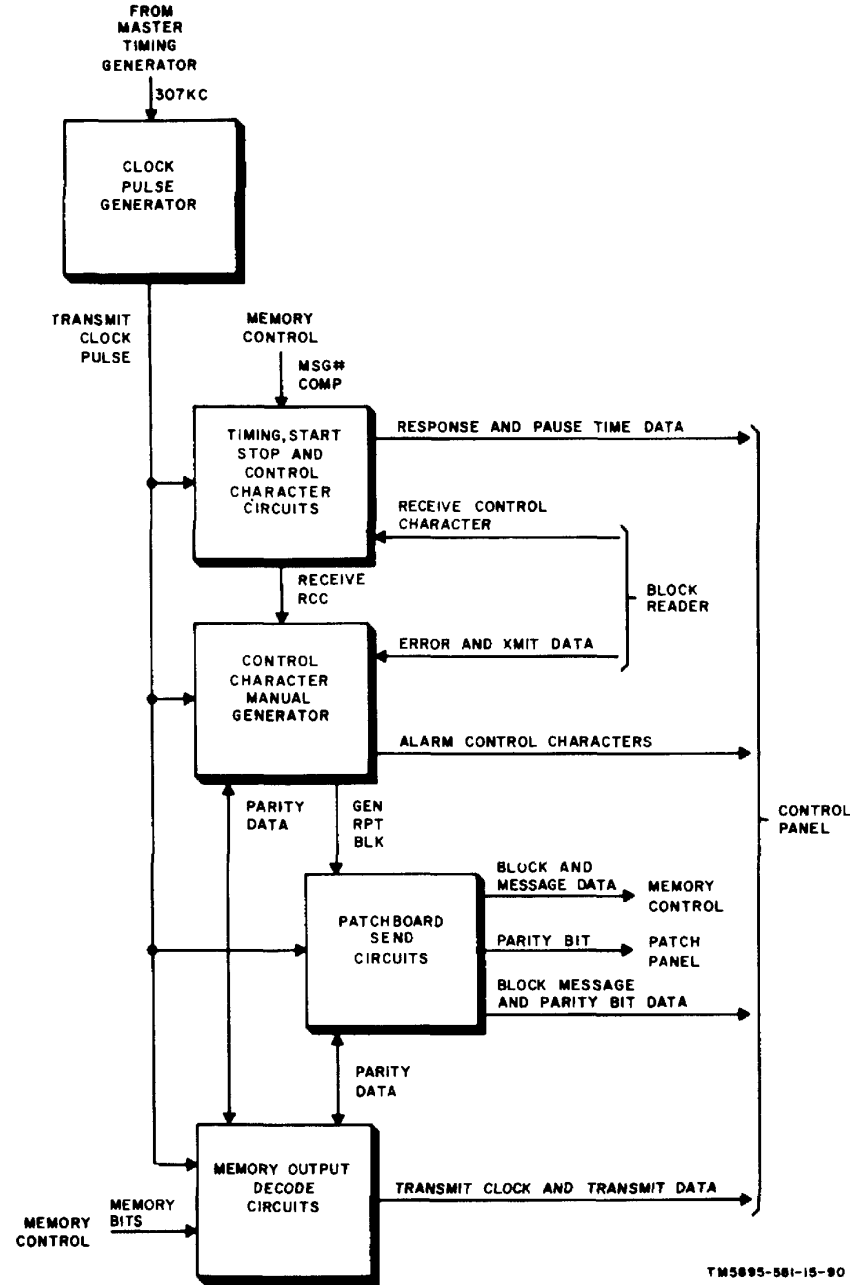 FROM
MASTER
TIMING
GENERATOR
307KC
CLOCK
PULSE
GENERATOR
TRANSMIT
CLOCK
PULSE
MEMORY
CONTROL
MSG#
COMP
TIMING, START
STOP AND
CONTROL
CHARACTER
CIRCUITS
RESPONSE AND PAUSE TIME DATA
RECEIVE CONTROL
CHARACTER
RECEIVE
RCC
BLOCK
READER
CONTROL
CHARACTER
MANUAL
GENERATOR
ERROR AND XMIT DATA
ALARM CONTROL CHARACTERS
PARITY
DATA
GEN
RPT
BLK
CONTROL
PANEL
PATCHBOARD
SEND
CIRCUITS
BLOCK AND
MESSAGE DATA
MEMORY
CONTROL
PARITY BIT
PATCH
PANEL
BLOCK MESSAGE
AND PARITY BIT DATA
PARITY
DATA
MEMORY OUTPUT
DECODE
CIRCUITS
TRANSMIT CLOCK AND TRANSMIT DATA
MEMORY
BITS
MEMORY
CONTROL
TM5895-581-15-90